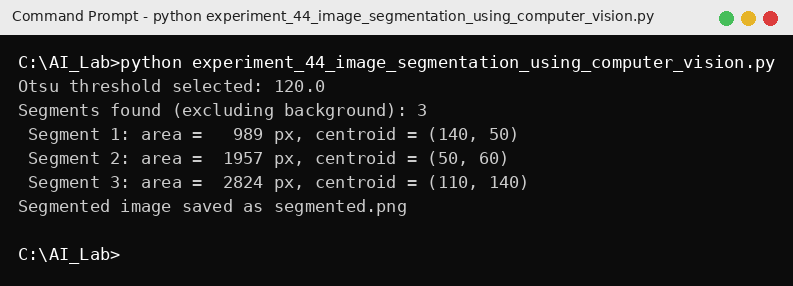 Command Prompt - python experiment_44_image_segmentation_using_computer_vision.py
C:\AI_Lab>python experiment_44_image_segmentation_using_computer_vision.py
Otsu threshold selected: 120.0
Segments found (excluding background): 3
 Segment 1: area =   989 px, centroid = (140, 50)
 Segment 2: area =  1957 px, centroid = (50, 60)
 Segment 3: area =  2824 px, centroid = (110, 140)
Segmented image saved as segmented.png
C:\AI_Lab>